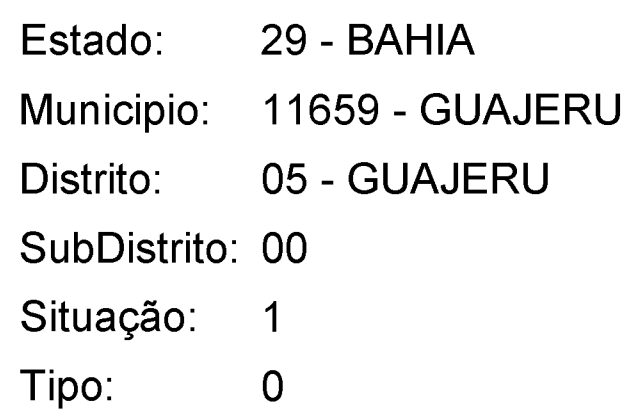 Estado: 29 - BAHIA
Municipio: 11659 - GUAJERU
Distrito: 05 - GUAJERU
SubDistrito: 00
Situação: 1
Tipo: 0